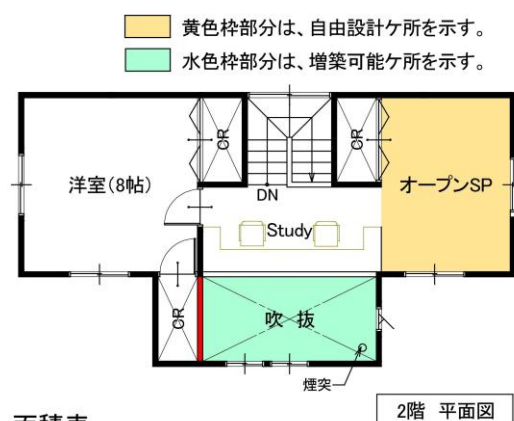 黄色枠部分は、自由設計ケ所を示す。
水色枠部分は、増築可能ケ所を示す。
CR
CR
洋室(8帖)
オープンSP
DN
Study
CR
吹 抜
煙突
2階 平面図